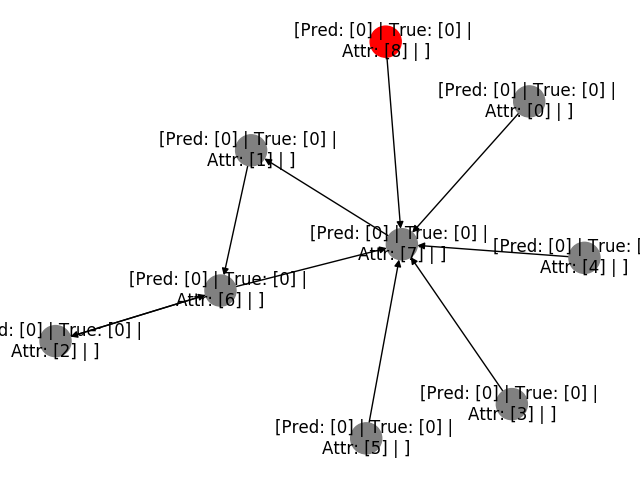 [Pred: [0] | True: [0] |
Attr: [8] | ]
[Pred: [0] | True: [0] |
Attr: [0] | ]
[Pred: [0] | True: [0] |
Attr: [1] | ]
[Pred: [0] | True: [0] |
Attr: [7] | ]
[Pred: [0] | True: [
Attr: [4] | ]
[Pred: [0] | True: [0] |
Attr: [6] | ]
d: [0] | True: [0] |
Attr: [2] | ]
[Pred: [0] | True: [0] |
Attr: [3] | ]
[Pred: [0] | True: [0] |
Attr: [5] | ]